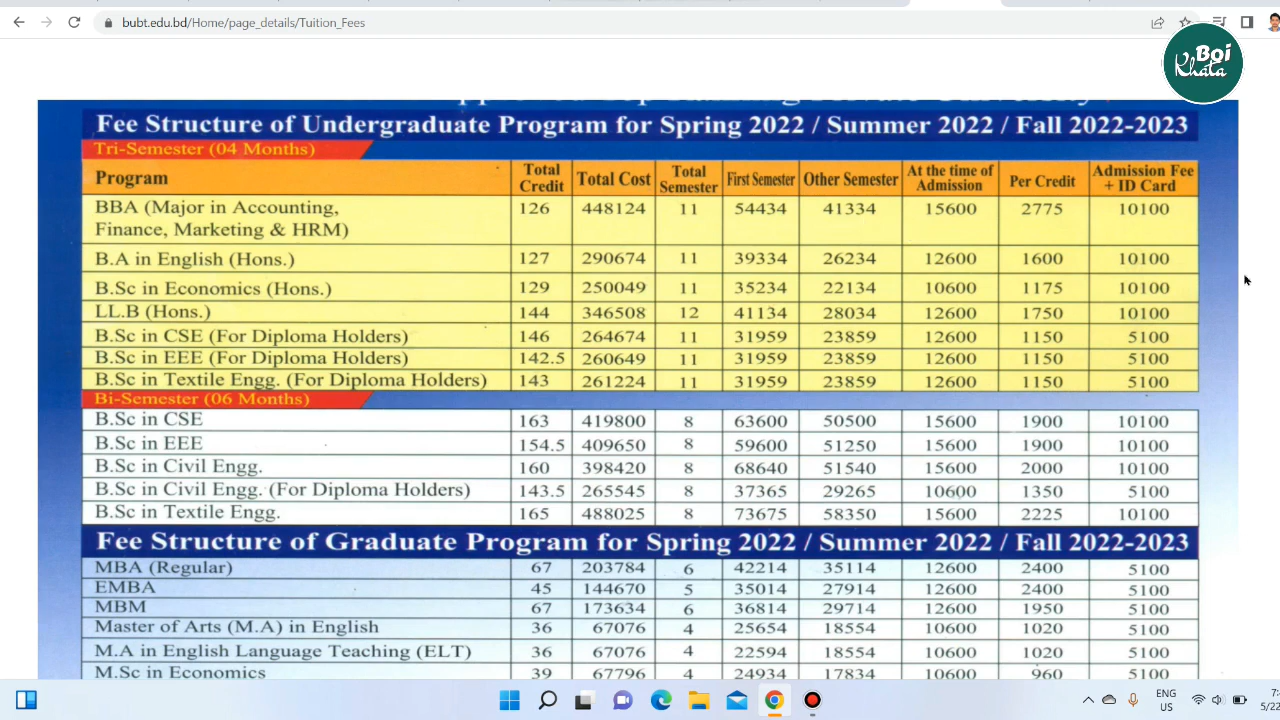 bubt.edu.bd/Home/page_details/Tuition_Fees
Boi
Khata
Fee Structure of Undergraduate Program for Spring 2022 / Summer 2022 / Fall 2022-2023
Tri-Semester (04 Months)
Program Total Credit Total Cost Total Semester First Semester Other Semester At the time of Admission Per Credit Admission Fee + ID Card
BBA (Major in Accounting, 126 448124 11 54434 41334 15600 2775 10100
Finance, Marketing & HRM)
B.A in English (Hons.) 127 290674 11 39334 26234 12600 1600 10100
B.Sc in Economics (Hons.) 129 250049 11 35234 22134 10600 1175 10100
LL.B (Hons.) 144 346508 12 41134 28034 12600 1750 10100
B.Sc in CSE (For Diploma Holders) 146 264674 11 31959 23859 12600 1150 5100
B.Sc in EEE (For Diploma Holders) 142.5 260649 11 31959 23859 12600 1150 5100
B.Sc in Textile Engg. (For Diploma Holders) 143 261224 11 31959 23859 12600 1150 5100
Bi-Semester (06 Months)
B.Sc in CSE 163 419800 8 63600 50500 15600 1900 10100
B.Sc in EEE 154.5 409650 8 59600 51250 15600 1900 10100
B.Sc in Civil Engg. 160 398420 8 68640 51540 15600 2000 10100
B.Sc in Civil Engg. (For Diploma Holders) 143.5 265545 8 37365 29265 10600 1350 5100
B.Sc in Textile Engg. 165 488025 8 73675 58350 15600 2225 10100
Fee Structure of Graduate Program for Spring 2022 / Summer 2022 / Fall 2022-2023
MBA (Regular) 67 203784 6 42214 35114 12600 2400 5100
EMBA 45 144670 5 35014 27914 12600 2400 5100
MBM 67 173634 6 36814 29714 12600 1950 5100
Master of Arts (M.A) in English 36 67076 4 25654 18554 10600 1020 5100
M.A in English Language Teaching (ELT) 36 67076 4 22594 18554 10600 1020 5100
M.Sc in Economics 39 67796 4 24934 17834 10600 960 5100
ENG
US
5/22